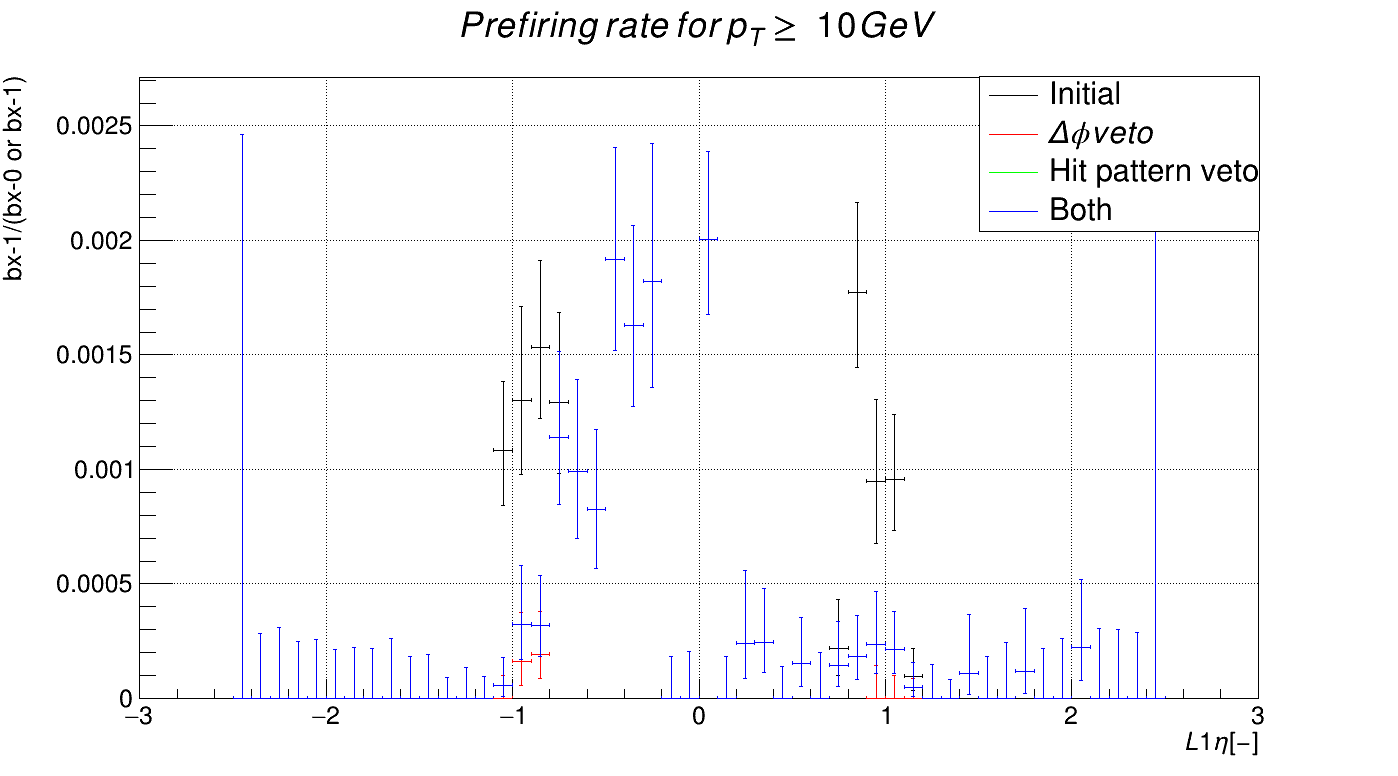 Prefiring rate for p_T ≥ 10GeV
bx-1/(bx-0 or bx-1)
Initial
Δϕveto
Hit pattern veto
Both
0.0025
0.002
0.0015
0.001
0.0005
0
−3 −2 −1 0 1 2 3
L1η[−]